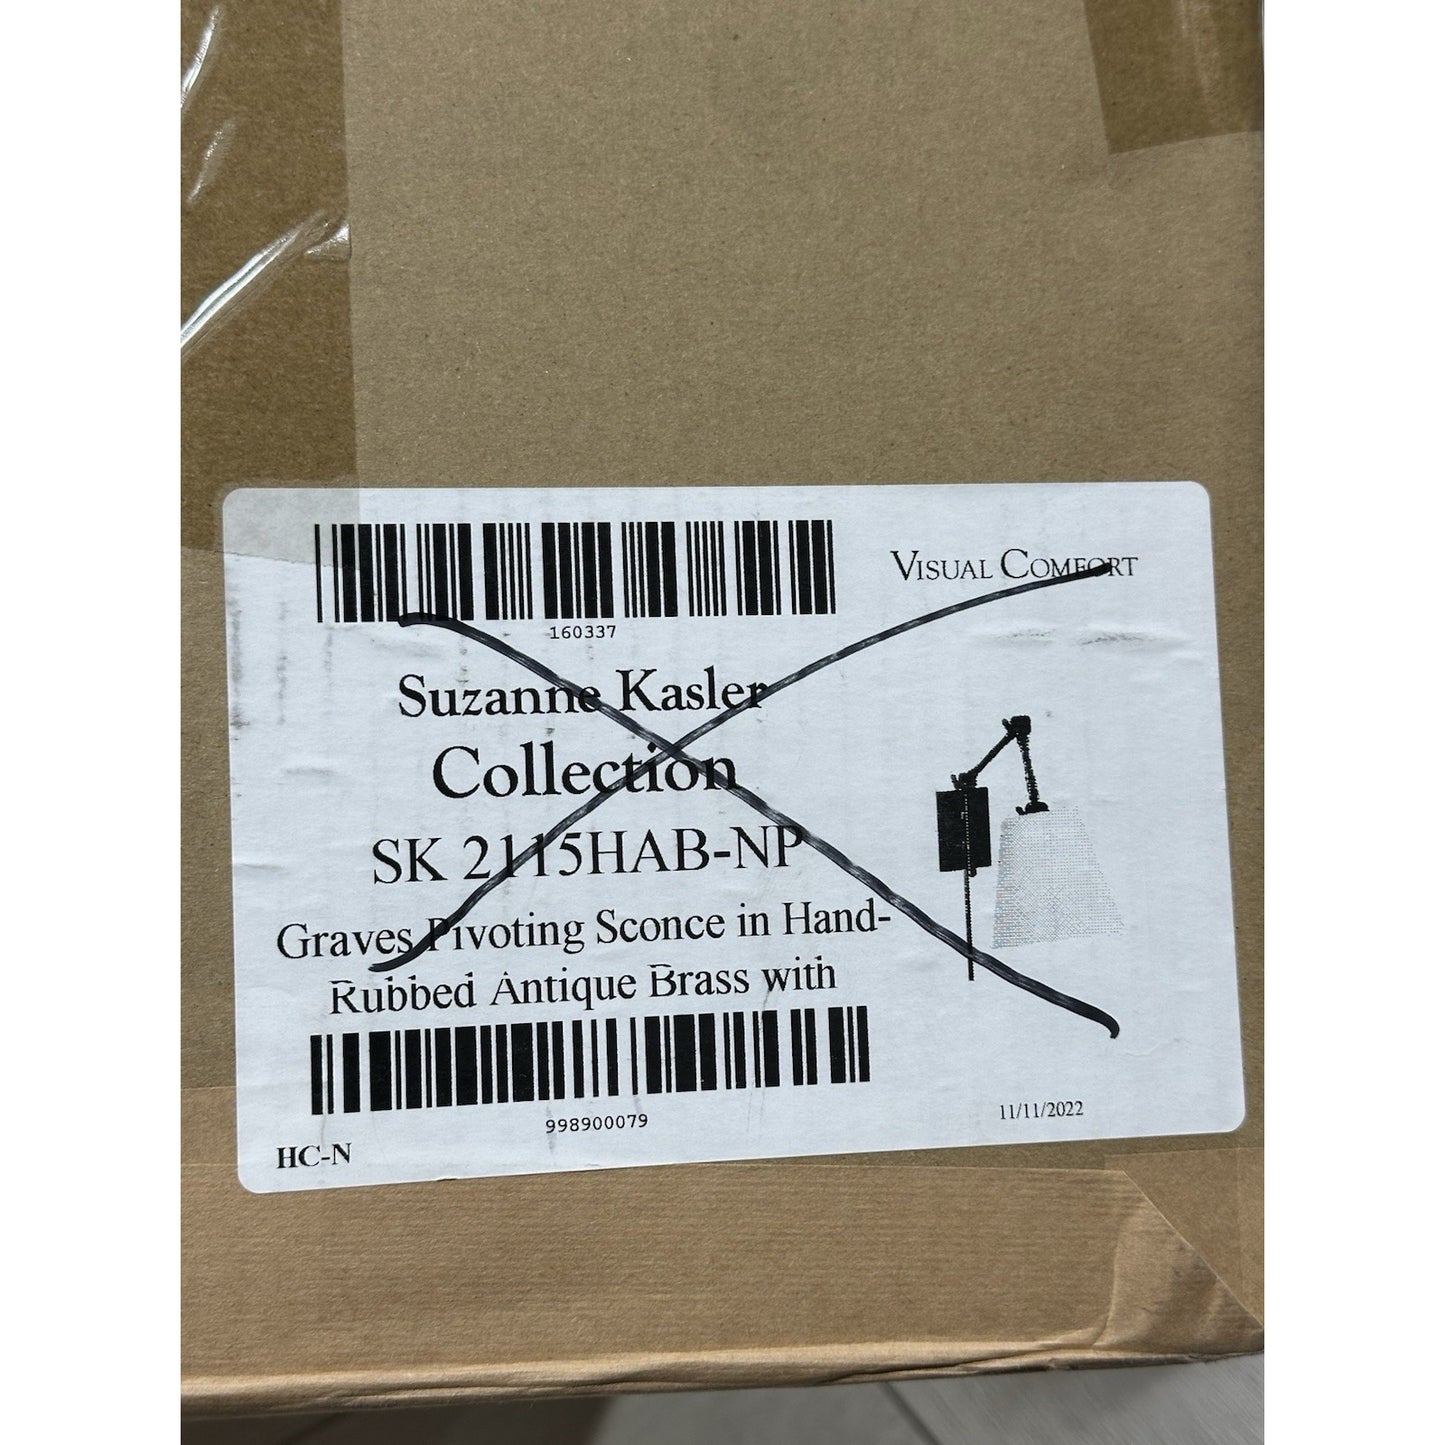 VISUAL COMFORT
160337
Suzanne Kasler
Collection
SK 2115HAB-NP
Graves Pivoting Sconce in Hand-
Rubbed Antique Brass with
998900079
11/11/2022
HC-N